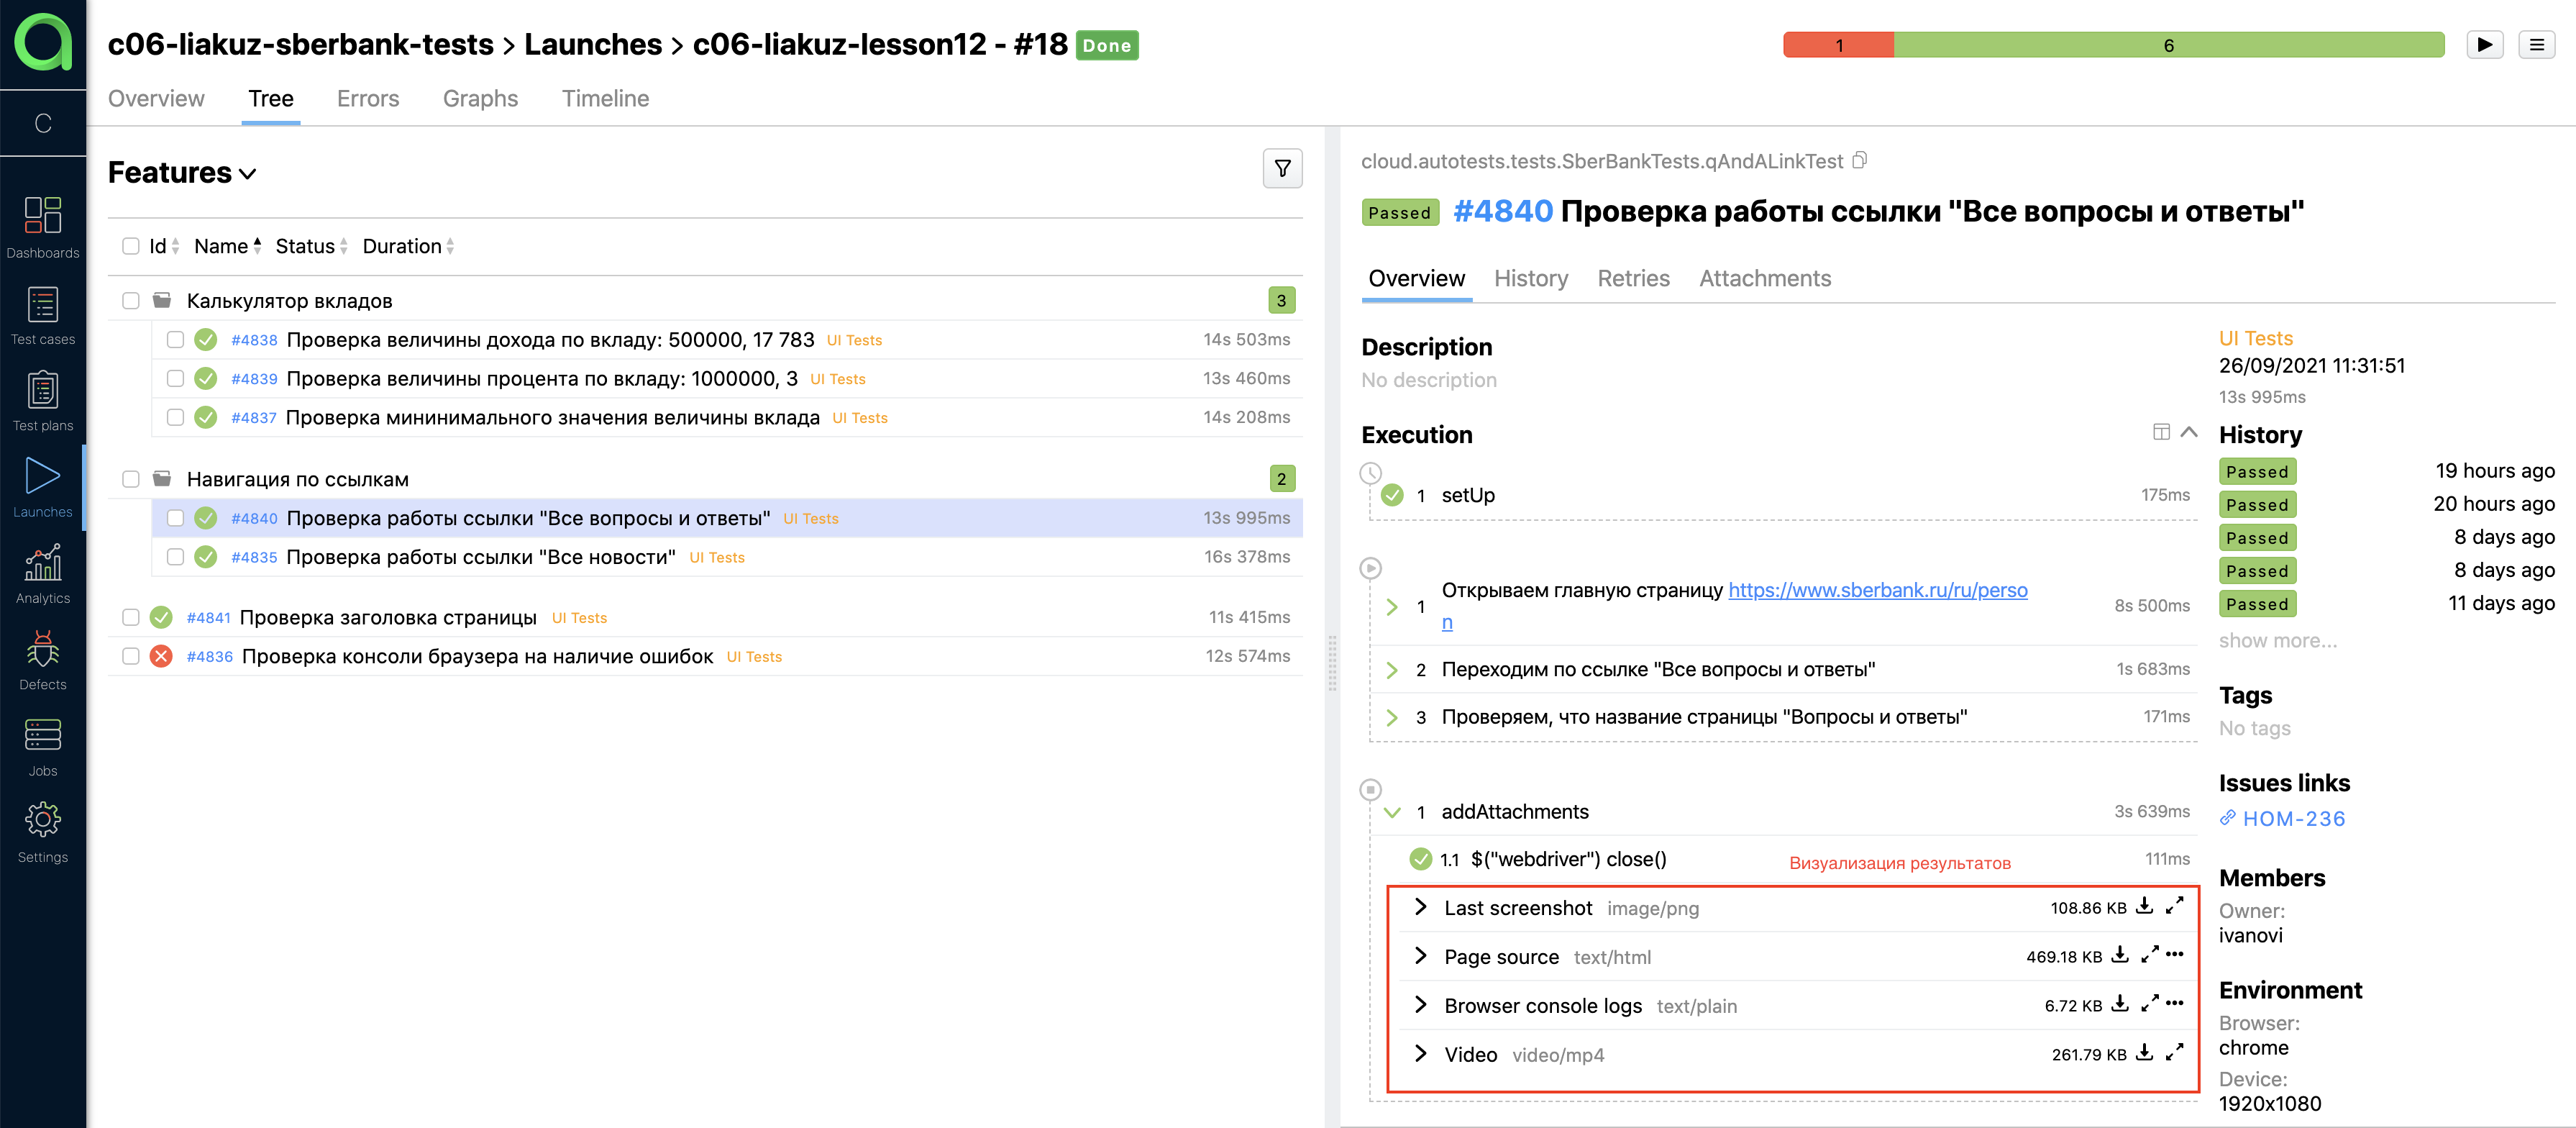 c06-liakuz-sberbank-tests > Launches > c06-liakuz-lesson12 - #18 Done
1 6
Overview Tree Errors Graphs Timeline
C
Dashboards
Test cases
Test plans
Launches
Analytics
Defects
Jobs
Settings
Features
Id Name Status Duration
Калькулятор вкладов 3
#4838 Проверка величины дохода по вкладу: 500000, 17 783 UI Tests 14s 503ms
#4839 Проверка величины процента по вкладу: 1000000, 3 UI Tests 13s 460ms
#4837 Проверка мининимального значения величины вклада UI Tests 14s 208ms
Навигация по ссылкам 2
#4840 Проверка работы ссылки "Все вопросы и ответы" UI Tests 13s 995ms
#4835 Проверка работы ссылки "Все новости" UI Tests 16s 378ms
#4841 Проверка заголовка страницы UI Tests 11s 415ms
#4836 Проверка консоли браузера на наличие ошибок UI Tests 12s 574ms
cloud.autotests.tests.SberBankTests.qAndALinkTest
Passed #4840 Проверка работы ссылки "Все вопросы и ответы"
Overview History Retries Attachments
Description
No description
Execution
1 setUp 175ms
1 Открываем главную страницу https://www.sberbank.ru/ru/perso
n
8s 500ms
2 Переходим по ссылке "Все вопросы и ответы" 1s 683ms
3 Проверяем, что название страницы "Вопросы и ответы" 171ms
1 addAttachments 3s 639ms
1.1 $("webdriver") close() Визуализация результатов 111ms
Last screenshot image/png 108.86 KB
Page source text/html 469.18 KB •••
Browser console logs text/plain 6.72 KB •••
Video video/mp4 261.79 KB
UI Tests
26/09/2021 11:31:51
13s 995ms
History
Passed 19 hours ago
Passed 20 hours ago
Passed 8 days ago
Passed 8 days ago
Passed 11 days ago
show more...
Tags
No tags
Issues links
HOM-236
Members
Owner:
ivanovi
Environment
Browser:
chrome
Device:
1920x1080